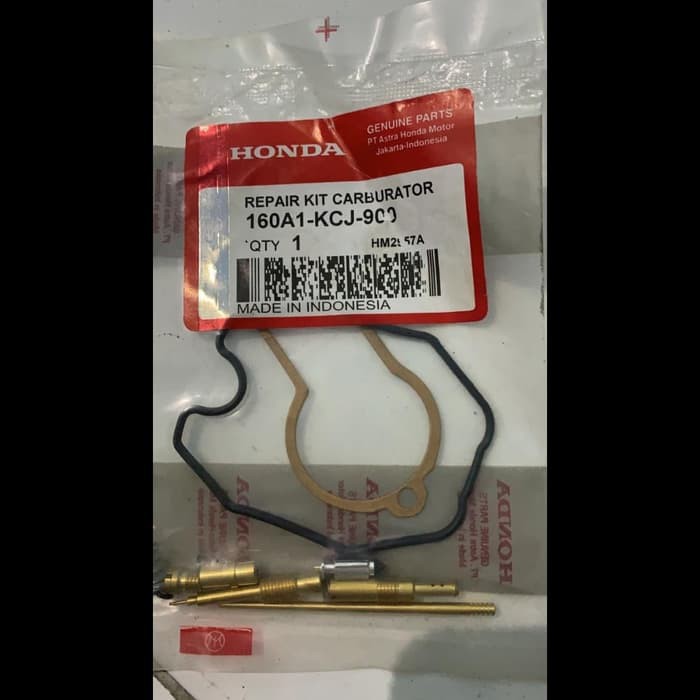 HONDA
GENUINE PARTS
PT Astra Honda Motor
Jakarta-Indonesia
REPAIR KIT CARBURATOR
160A1-KCJ-900
QTY 1
MADE IN INDONESIA
HONDA